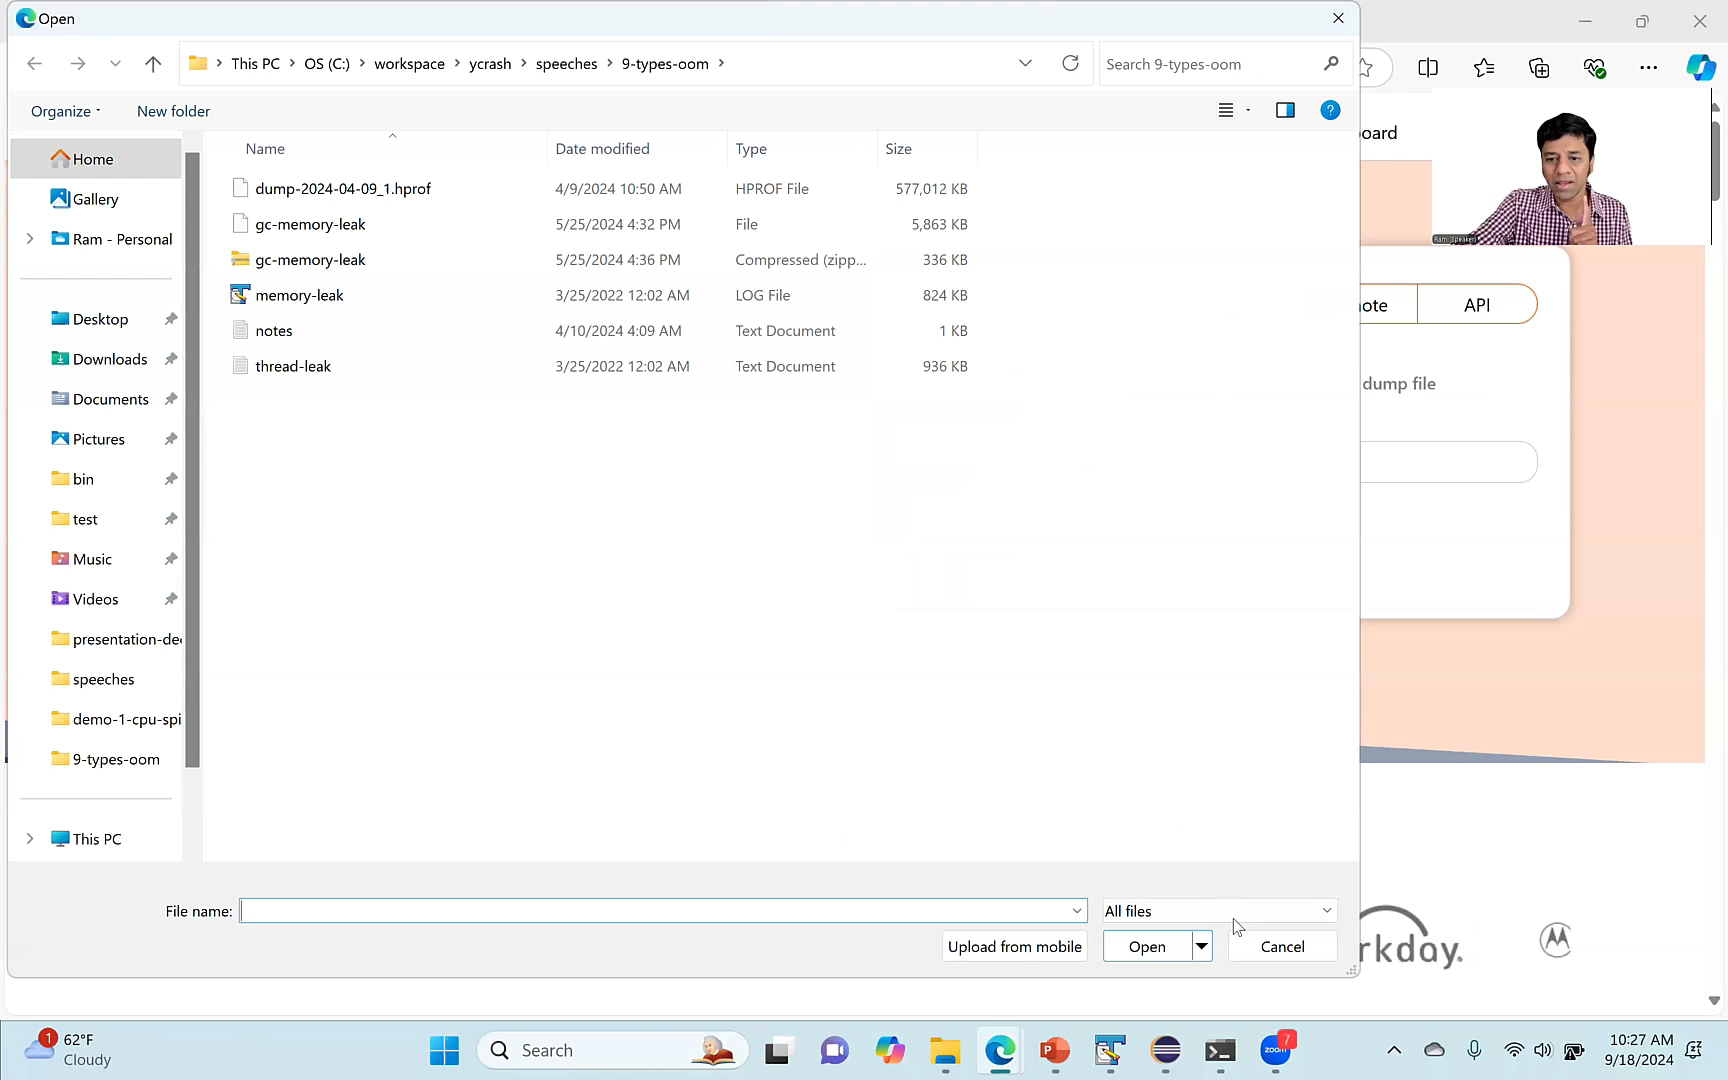 Open
This PC > OS (C:) > workspace > ycrash > speeches > 9-types-oom >
Search 9-types-oom
Organize
New folder
Name
Date modified
Type
Size
dump-2024-04-09_1.hprof 4/9/2024 10:50 AM HPROF File 577,012 KB
gc-memory-leak 5/25/2024 4:32 PM File 5,863 KB
gc-memory-leak 5/25/2024 4:36 PM Compressed (zipp... 336 KB
memory-leak 3/25/2022 12:02 AM LOG File 824 KB
notes 4/10/2024 4:09 AM Text Document 1 KB
thread-leak 3/25/2022 12:02 AM Text Document 936 KB
Home
Gallery
Ram - Personal
Desktop
Downloads
Documents
Pictures
bin
test
Music
Videos
presentation-dec
speeches
demo-1-cpu-spi
9-types-oom
This PC
File name:
All files
Upload from mobile
Open
Cancel
oard
Ram (Speaker)
ote
API
dump file
rkday.
1
62°F
Cloudy
Search
zoom
7
10:27 AM
9/18/2024